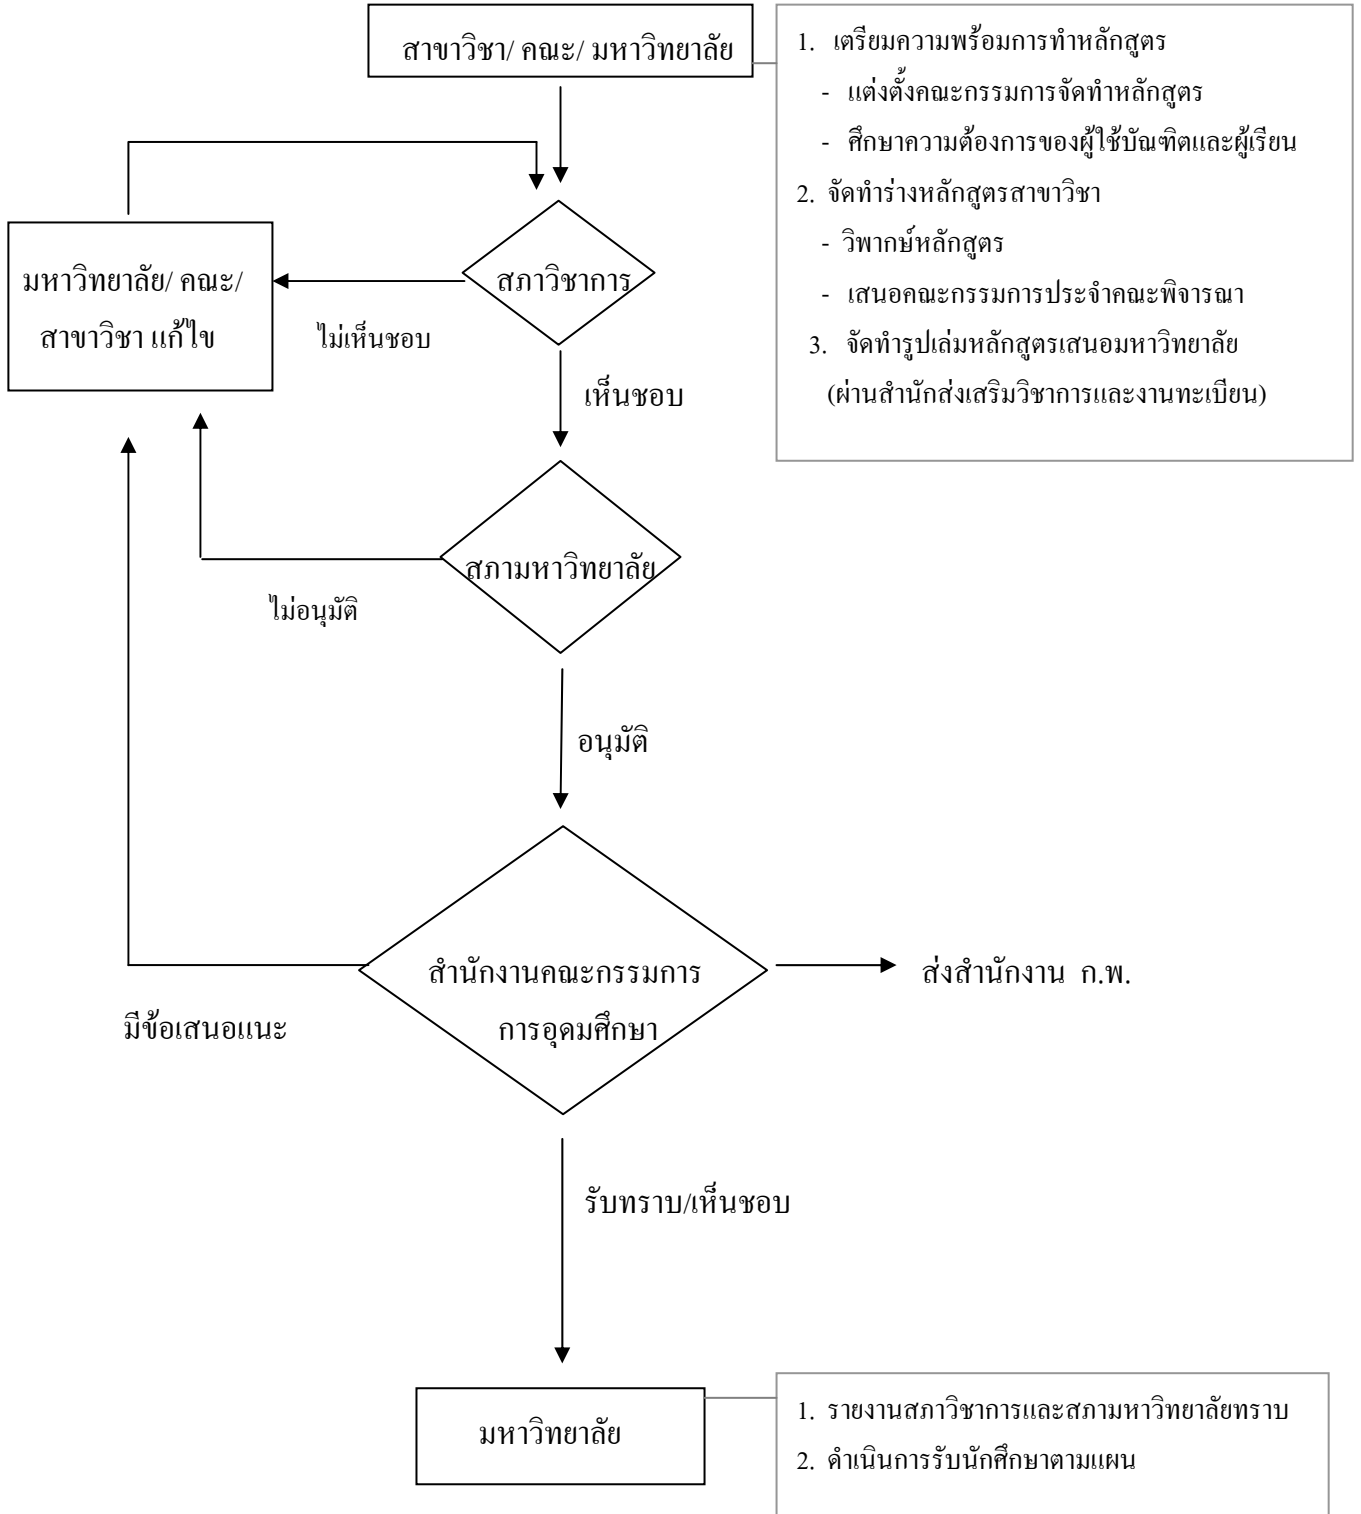 สาขาวิชา/ คณะ/ มหาวิทยาลัย
1. เตรียมความพร้อมการทำหลักสูตร
- แต่งตั้งคณะกรรมการจัดทำหลักสูตร
- ศึกษาความต้องการของผู้ใช้บัณฑิตและผู้เรียน
2. จัดทำร่างหลักสูตรสาขาวิชา
- วิพากษ์หลักสูตร
- เสนอคณะกรรมการประจำคณะพิจารณา
3. จัดทำรูปเล่มหลักสูตรเสนอมหาวิทยาลัย
(ผ่านสำนักส่งเสริมวิชาการและงานทะเบียน)
มหาวิทยาลัย/ คณะ/
สาขาวิชา แก้ไข
สภาวิชาการ
ไม่เห็นชอบ
เห็นชอบ
สภามหาวิทยาลัย
ไม่อนุมัติ
อนุมัติ
สำนักงานคณะกรรมการ
การอุดมศึกษา
ส่งสำนักงาน ก.พ.
มีข้อเสนอแนะ
รับทราบ/เห็นชอบ
มหาวิทยาลัย
1. รายงานสภาวิชาการและสภามหาวิทยาลัยทราบ
2. ดำเนินการรับนักศึกษาตามแผน